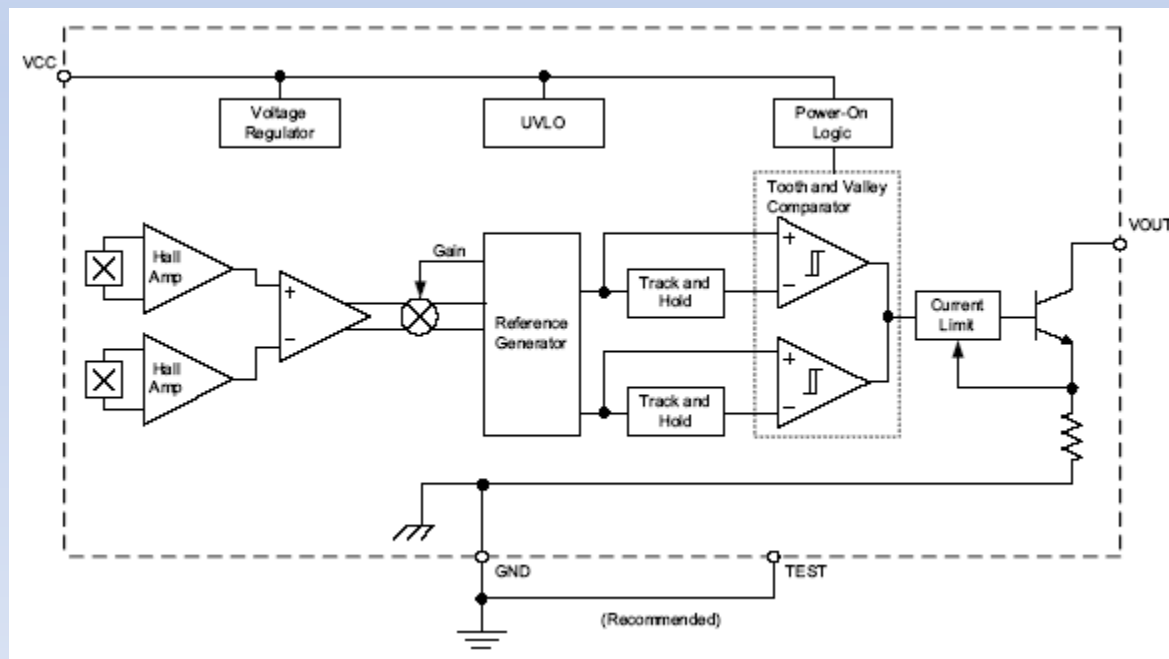 VCC
Voltage
Regulator
UVLO
Power-On
Logic
Tooth and Valley
Comparator
VOUT
Hall
Amp
Gain
+
−
Reference
Generator
+
−
Track and
Hold
Current
Limit
Hall
Amp
+
−
Track and
Hold
GND
TEST
(Recommended)